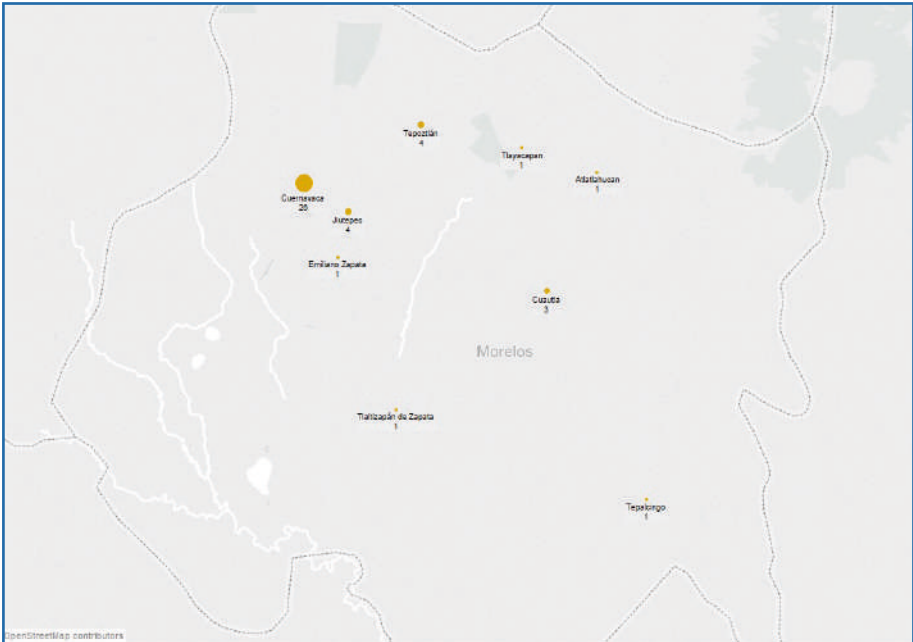 Tepoztlán
4
Tlayacapan
1
Atlatlahucan
1
Cuernavaca
Jiutepec
4
Emiliano Zapata
1
Cuautla
3
Morelos
Tlaltizapán de Zapata
1
Tepalcingo
1
OpenStreetMap contributors